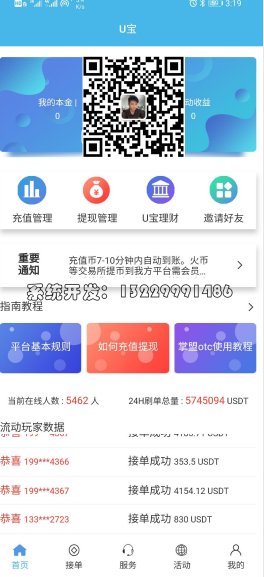 3:19
K/s
U宝
我的本金
动收益
0
0
充值管理
提现管理
U宝理财
邀请好友
重要
通知
充值币7-10分钟内自动到账。火币
等交易所提币到我方平台需会员...
系统开发：13229991486
指南教程
平台基本规则
如何充值提现
掌盟otc使用教程
当前在线人数：5462 人
24H刷单总量：5745094 USDT
流动玩家数据
恭喜 199***4366 接单成功 353.5 USDT
恭喜 199***4367 接单成功 4154.12 USDT
恭喜 133***2723 接单成功 830 USDT
首页
接单
服务
活动
我的